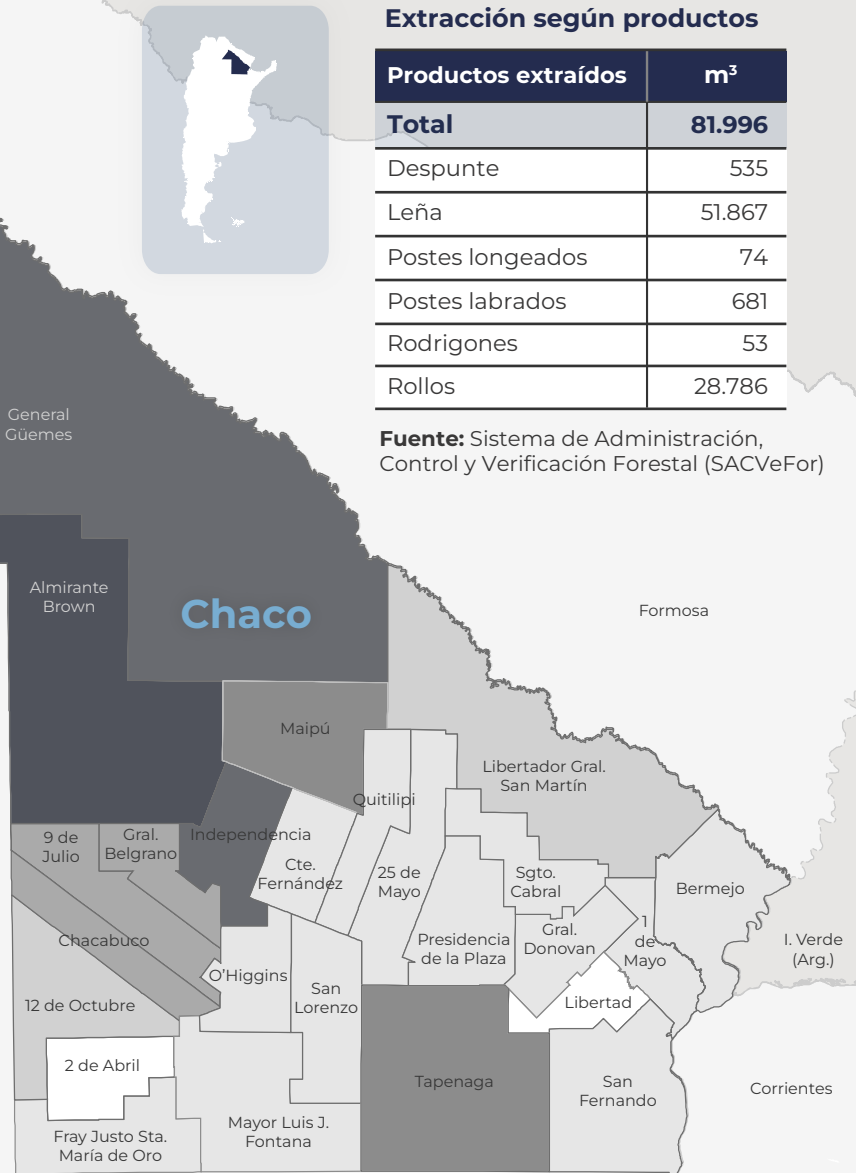 Extracción según productos
Productos extraídos m³
Total 81.996
Despunte 535
Leña 51.867
Postes longeados 74
Postes labrados 681
Rodrigones 53
Rollos 28.786
Fuente: Sistema de Administración,
Control y Verificación Forestal (SACVeFor)
General
Güemes
Almirante
Brown
Chaco
Formosa
Maipú
Libertador Gral.
San Martín
Quitilipi
9 de
Julio
Gral.
Belgrano
Independencia
Cte.
Fernández
25 de
Mayo
Sgto.
Cabral
Bermejo
Chacabuco
Presidencia
de la Plaza
Gral.
Donovan
1
de
Mayo
I. Verde
(Arg.)
O'Higgins
San
Lorenzo
12 de Octubre
Libertad
2 de Abril
Tapenaga
San
Fernando
Corrientes
Fray Justo Sta.
María de Oro
Mayor Luis J.
Fontana